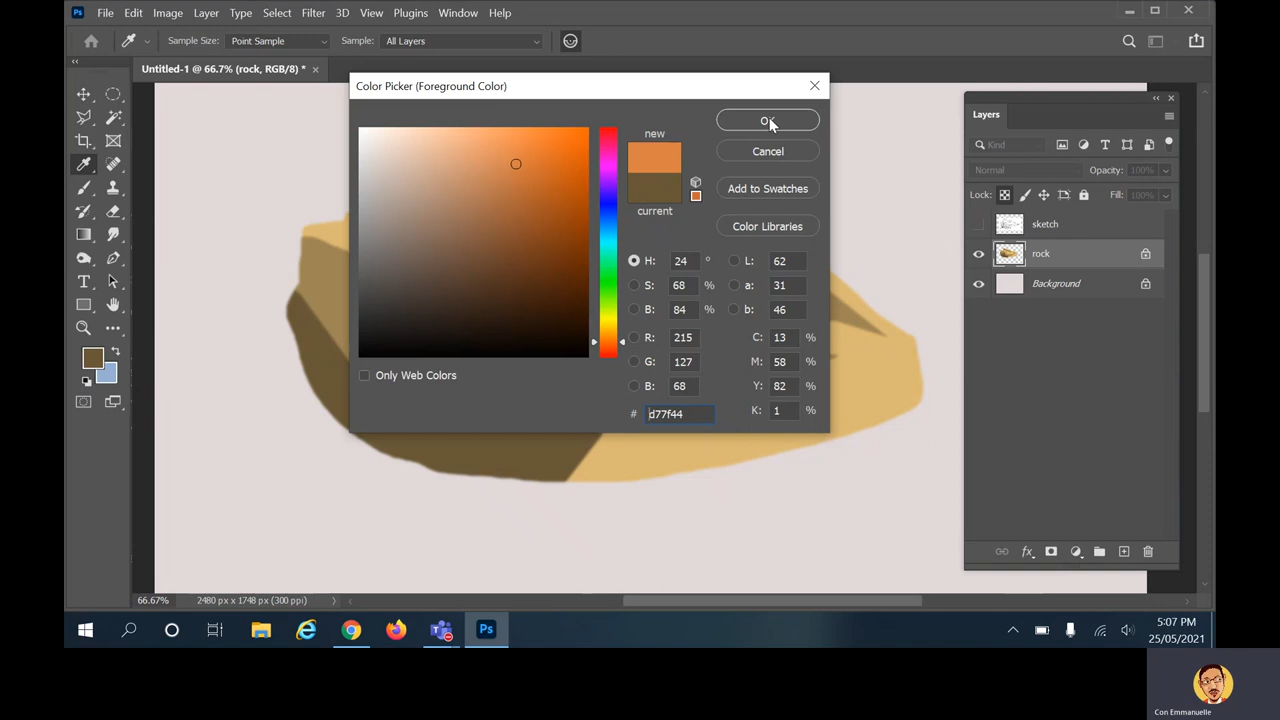 Ps File Edit Image Layer Type Select Filter 3D View Plugins Window Help
Sample Size: Point Sample Sample: All Layers
Untitled-1 @ 66.7% (rock, RGB/8) *
Color Picker (Foreground Color)
new
current
OK
Cancel
Add to Swatches
Color Libraries
H: 24 °
S: 68 %
B: 84 %
R: 215
G: 127
B: 68
# d77f44
L: 62
a: 31
b: 46
C: 13 %
M: 58 %
Y: 82 %
K: 1 %
Only Web Colors
Layers
Kind
Normal Opacity: 100%
Lock: Fill: 100%
sketch
rock
Background
66.67% 2480 px x 1748 px (300 ppi)
Ps
5:07 PM
25/05/2021
Con Emmanuelle